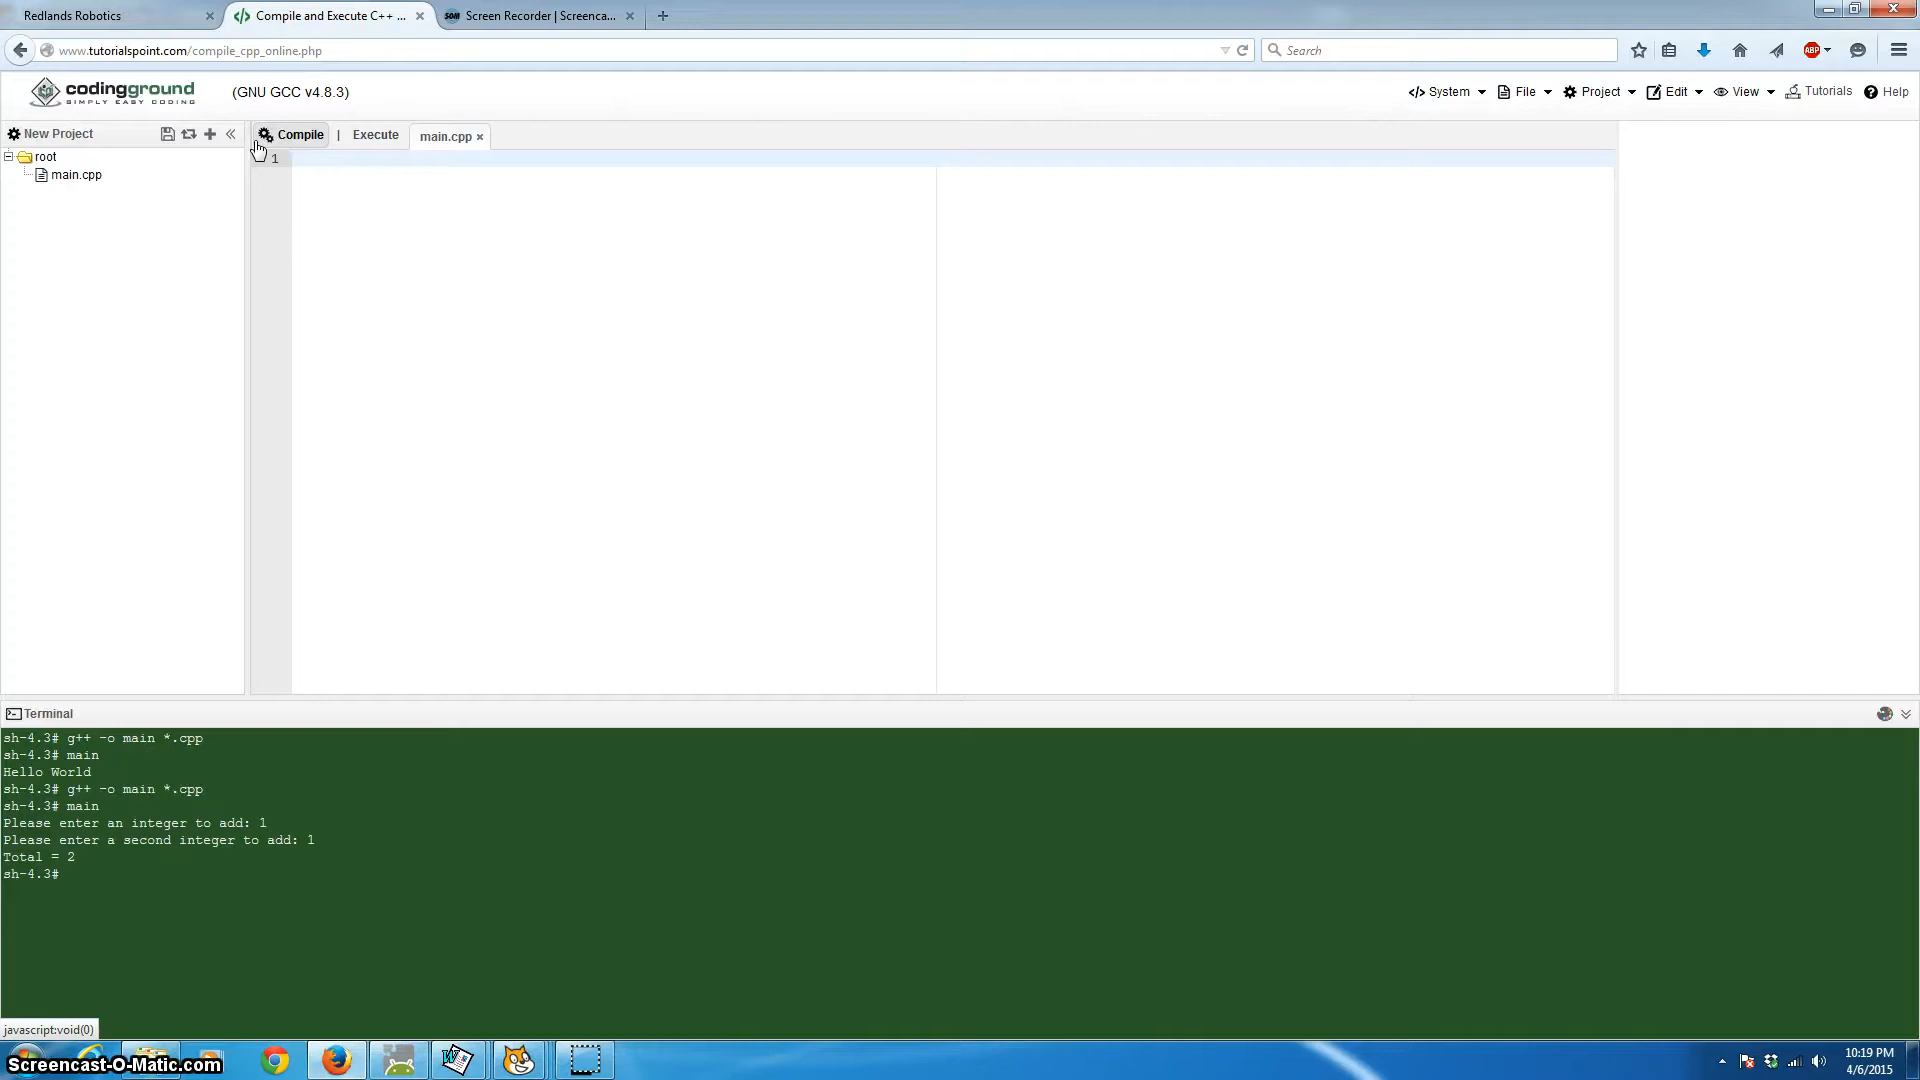 Redlands Robotics
Compile and Execute C++ ...
SOM Screen Recorder | Screenca...
www.tutorialspoint.com/compile_cpp_online.php
Search
ABP
codingground
SIMPLY EASY CODING
(GNU GCC v4.8.3)
</> System
File
Project
Edit
View
Tutorials
Help
New Project
Compile | Execute
main.cpp
root
main.cpp
1
Terminal
sh-4.3# g++ -o main *.cpp
sh-4.3# main
Hello World
sh-4.3# g++ -o main *.cpp
sh-4.3# main
Please enter an integer to add: 1
Please enter a second integer to add: 1
Total = 2
sh-4.3#
javascript:void(0)
Screencast-O-Matic.com
10:19 PM
4/6/2015